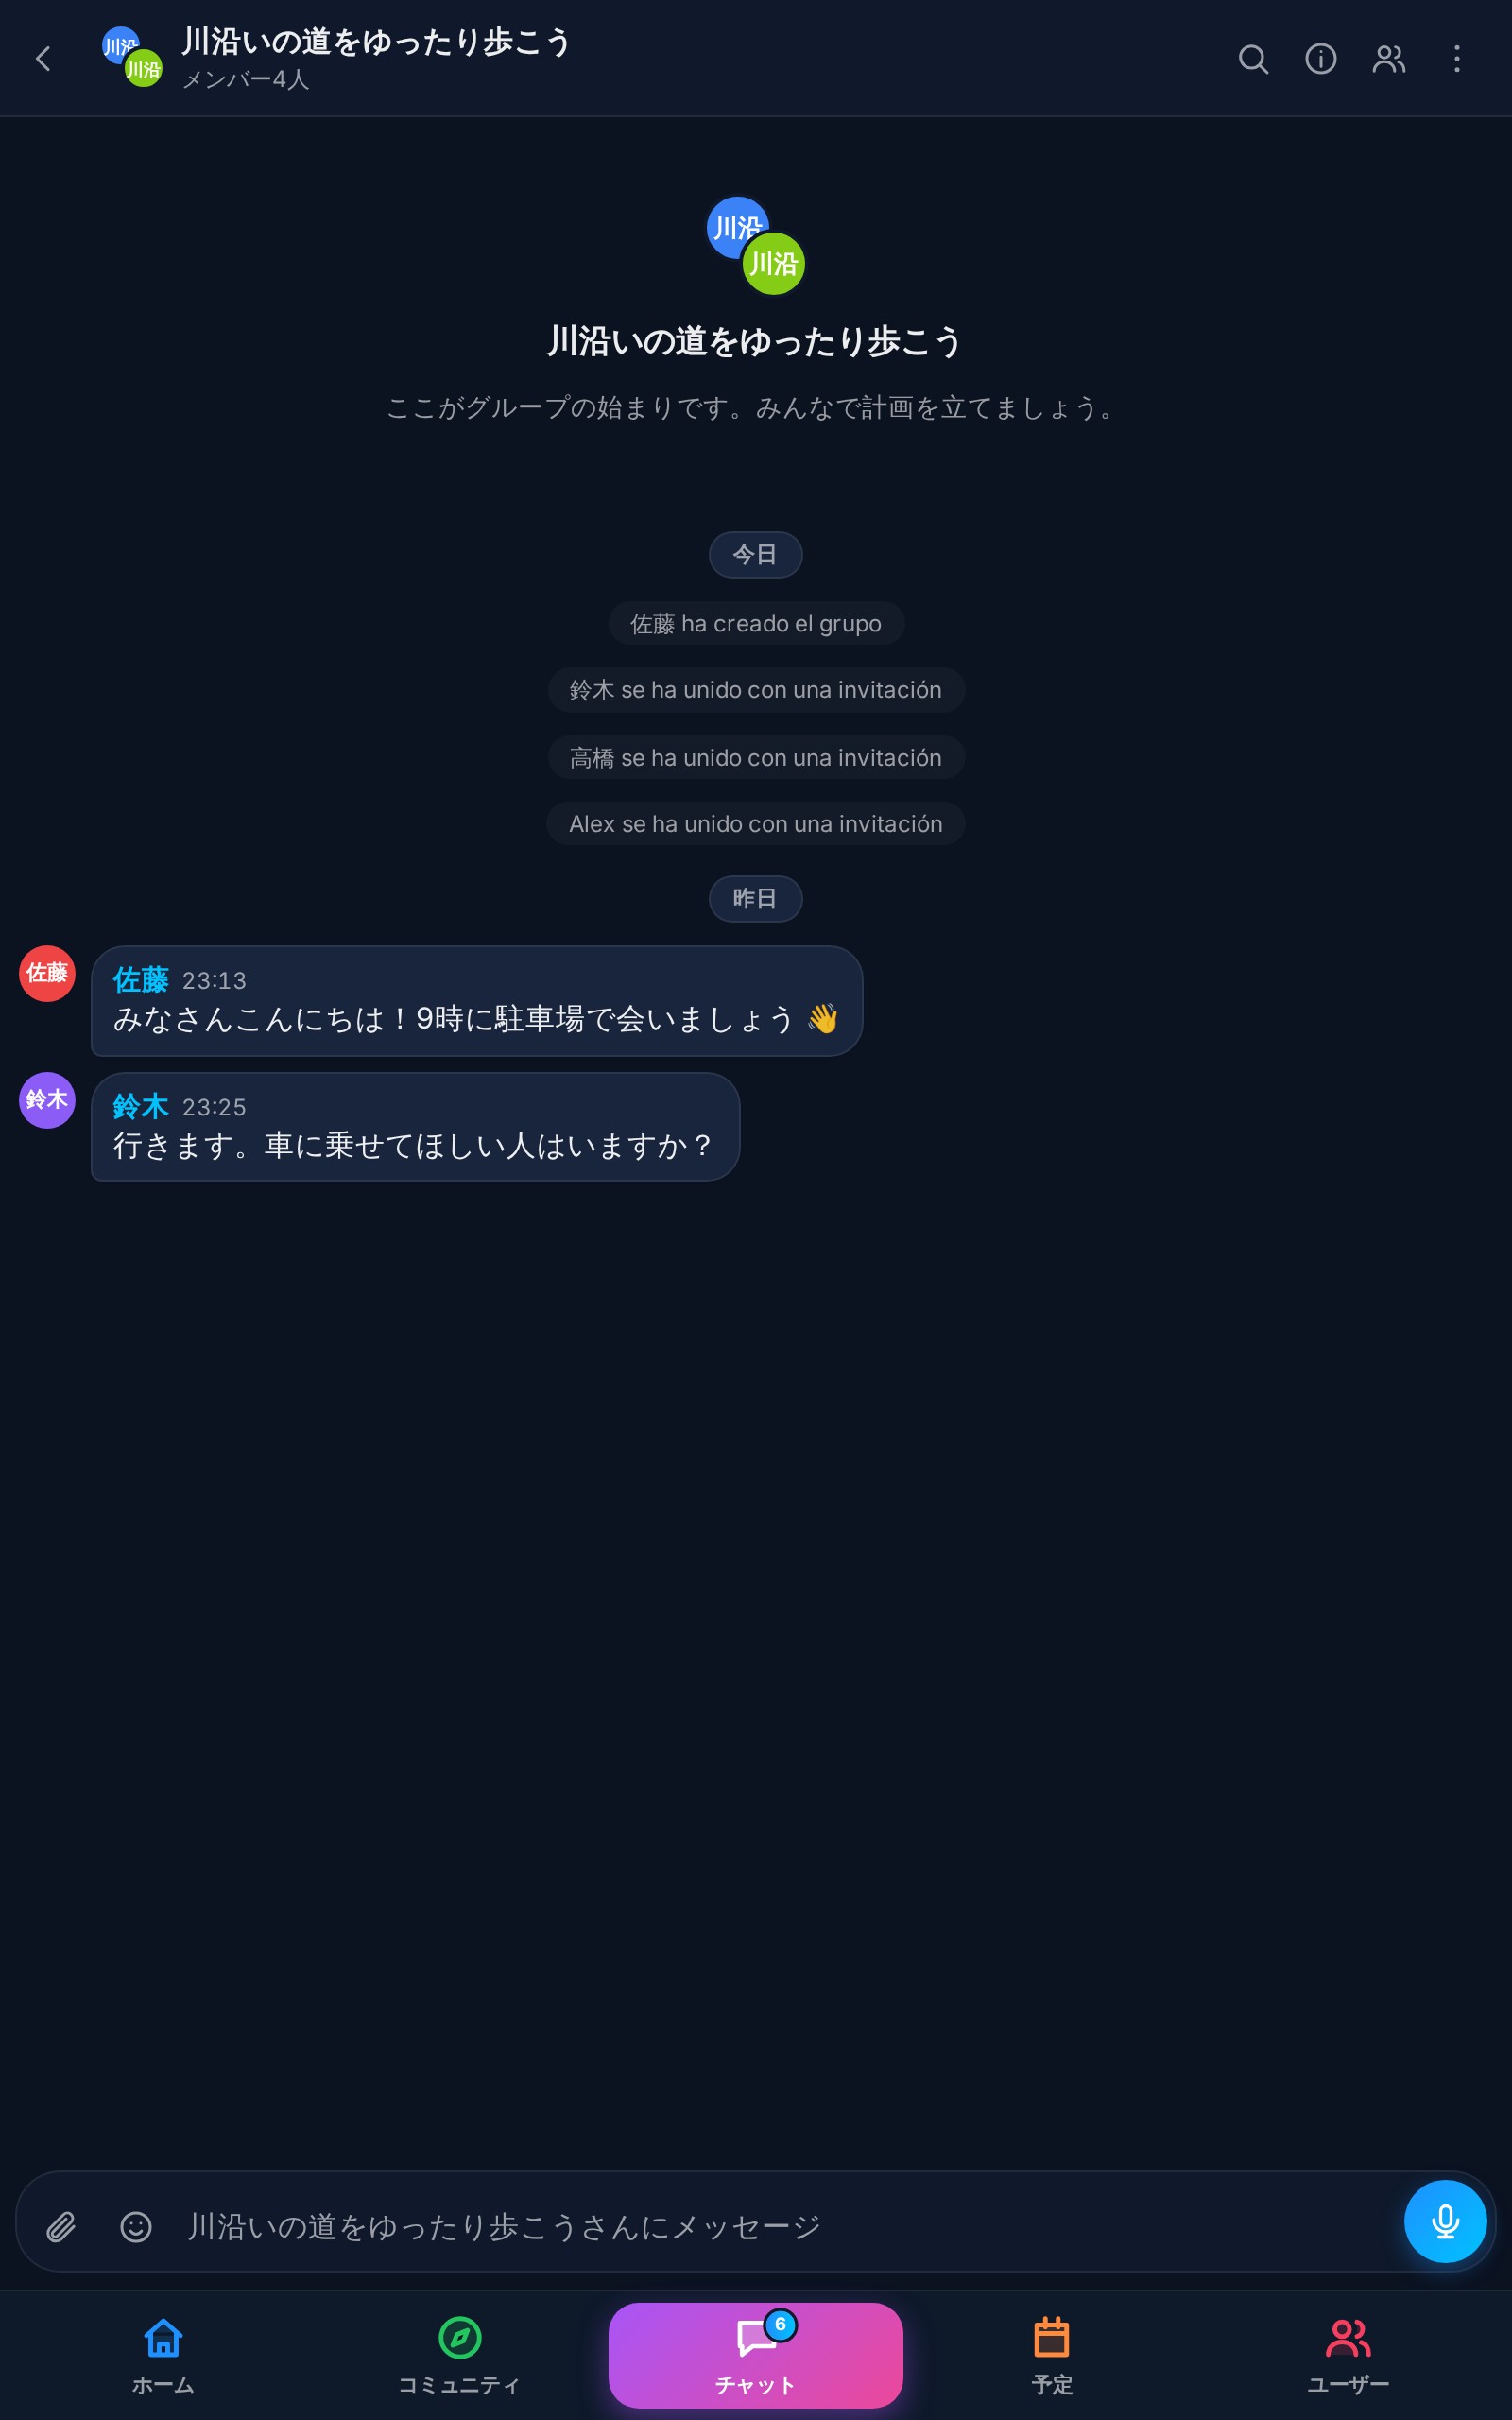 川沿
川沿
川沿いの道をゆったり歩こう
メンバー4人
川沿
川沿
川沿いの道をゆったり歩こう
ここがグループの始まりです。みんなで計画を立てましょう。
今日
佐藤 ha creado el grupo
鈴木 se ha unido con una invitación
高橋 se ha unido con una invitación
Alex se ha unido con una invitación
昨日
佐藤
佐藤 23:13
みなさんこんにちは！9時に駐車場で会いましょう 👋
鈴木
鈴木 23:25
行きます。車に乗せてほしい人はいますか？
川沿いの道をゆったり歩こうさんにメッセージ
6
ホーム
コミュニティ
チャット
予定
ユーザー